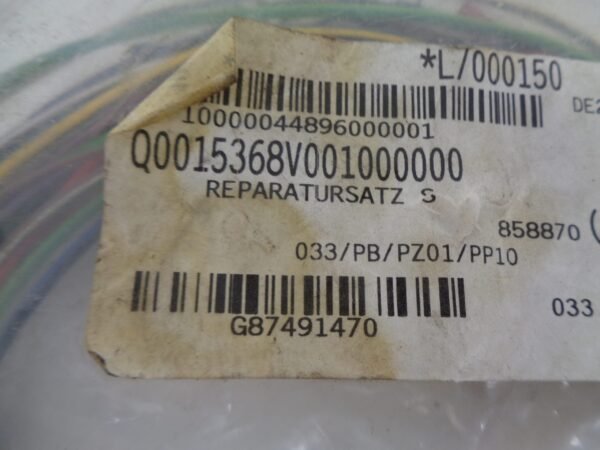 *L/000150
DE2
10000044896000001
Q0015368V001000000
REPARATURSATZ S
858870 (
033/PB/PZ01/PP10
033
G87491470